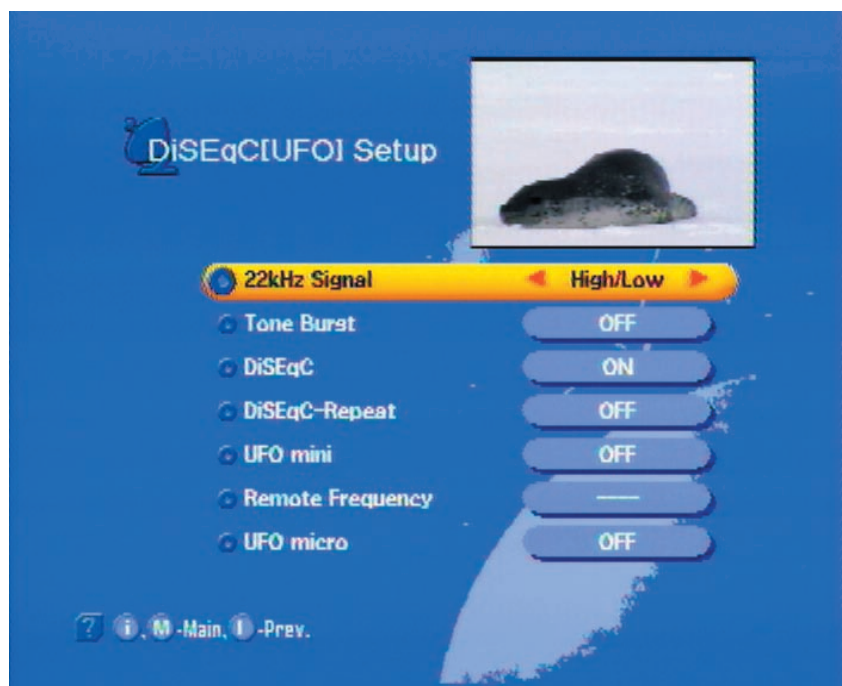 DiSEqC[UFO] Setup
22kHz Signal High/Low
Tone Burst OFF
DiSEqC ON
DiSEqC-Repeat OFF
UFO mini OFF
Remote Frequency ----
UFO micro OFF
? i, M -Main, I -Prev.